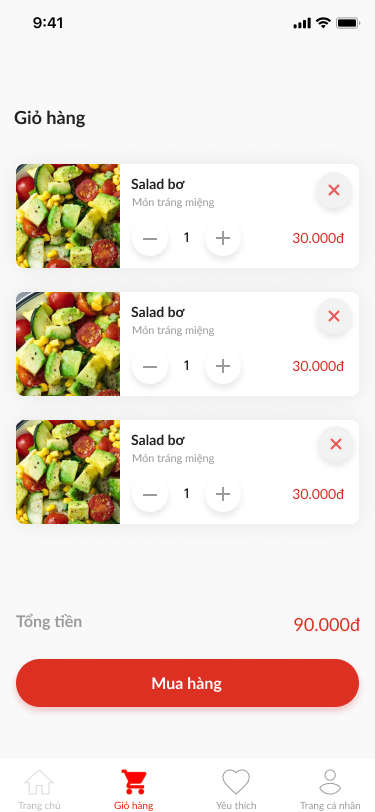 9:41
Giỏ hàng
Salad bơ
Món tráng miệng
1
30.000đ
Salad bơ
Món tráng miệng
1
30.000đ
Salad bơ
Món tráng miệng
1
30.000đ
Tổng tiền 90.000đ
Mua hàng
Trang chủ Giỏ hàng Yêu thích Trang cá nhân